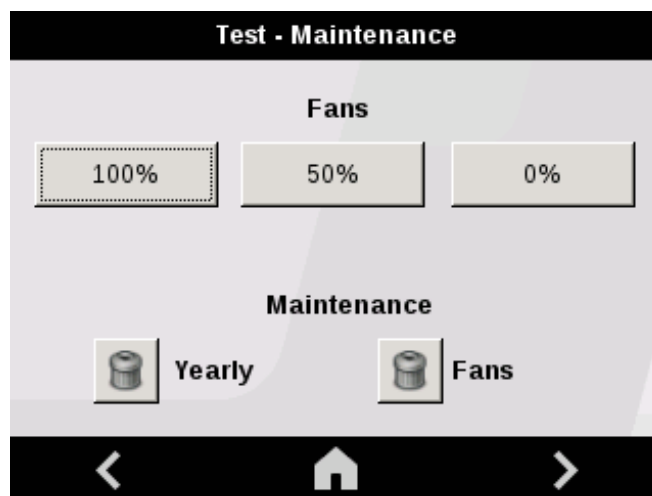 Test - Maintenance
Fans
100% 50% 0%
Maintenance
Yearly Fans